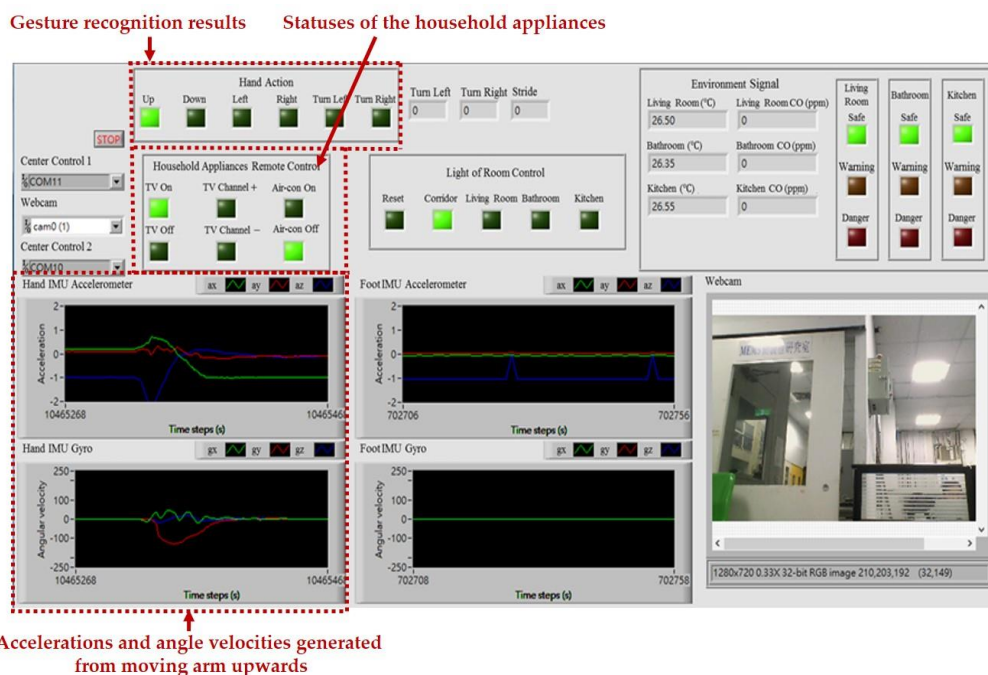 Gesture recognition results
Statuses of the household appliances
Hand Action
Up Down Left Right Turn Left Turn Right
Turn Left Turn Right Stride
0 0 0
STOP
Center Control 1
COM11
Webcam
cam0 (1)
Center Control 2
COM10
Household Appliances Remote Control
TV On TV Channel + Air-con On
TV Off TV Channel − Air-con Off
Light of Room Control
Reset Corridor Living Room Bathroom Kitchen
Environment Signal
Living Room (°C) Living Room CO (ppm)
26.50 0
Bathroom (°C) Bathroom CO (ppm)
26.35 0
Kitchen (°C) Kitchen CO (ppm)
26.55 0
Living
Room
Safe
Warning
Danger
Bathroom
Safe
Warning
Danger
Kitchen
Safe
Warning
Danger
Hand IMU Accelerometer
ax ay az
Acceleration
2
1
0
-1
-2
10465268 10465468
Time steps (s)
Foot IMU Accelerometer
ax ay az
Acceleration
2
1
0
-1
-2
702706 702756
Time steps (s)
Hand IMU Gyro
gx gy gz
Angular velocity
250
100
0
-100
-250
10465268 10465468
Time steps (s)
Foot IMU Gyro
gx gy gz
Angular velocity
250
100
0
-100
-250
702708 702758
Time steps (s)
Webcam
研究室
1280x720 0.33X 32-bit RGB image 210,203,192 (32,149)
Accelerations and angle velocities generated
from moving arm upwards